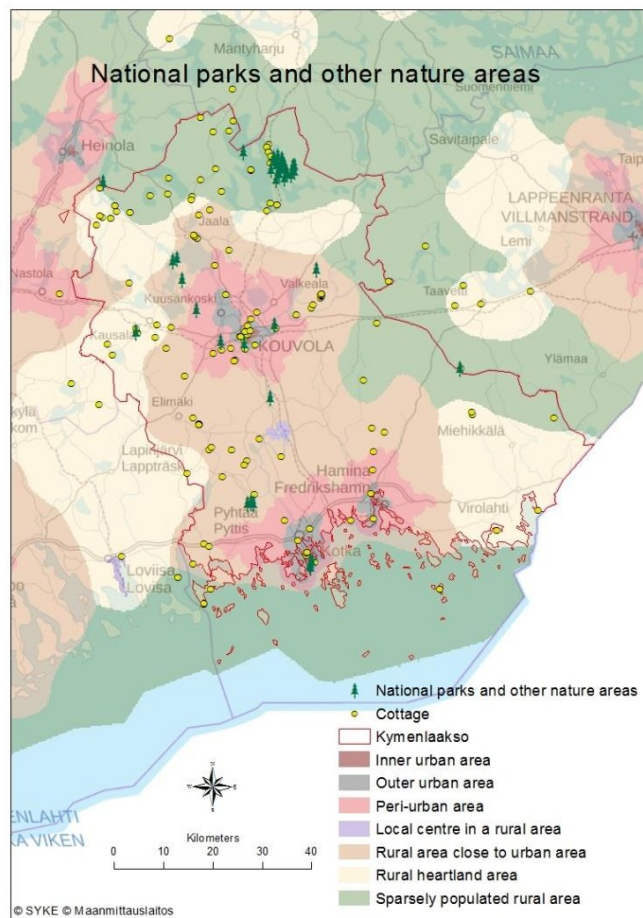 Mäntyharju
SAIMAA
National parks and other nature areas
Suomenniemi
Heinola
Savitaipale
Taip
LAPPEENRANTA
VILLMANSTRAND
Jaala
Lemi
Nastola
Valkeala
Kuusankoski
Taavetti
Kausala
KOUVOLA
Ylämaa
Elimäki
kylä
kom
Miehikkälä
Lapinjärvi
Lappträsk
Hamina
Fredrikshamn
Pyhtää
Pyttis
Virolahti
Kotka
Loviisa
Lovisa
National parks and other nature areas
Cottage
Kymenlaakso
Inner urban area
Outer urban area
Peri-urban area
Local centre in a rural area
Rural area close to urban area
Rural heartland area
Sparsely populated rural area
ENLAHTI
KA VIKEN
Kilometers
0 10 20 30 40
© SYKE © Maanmittauslaitos